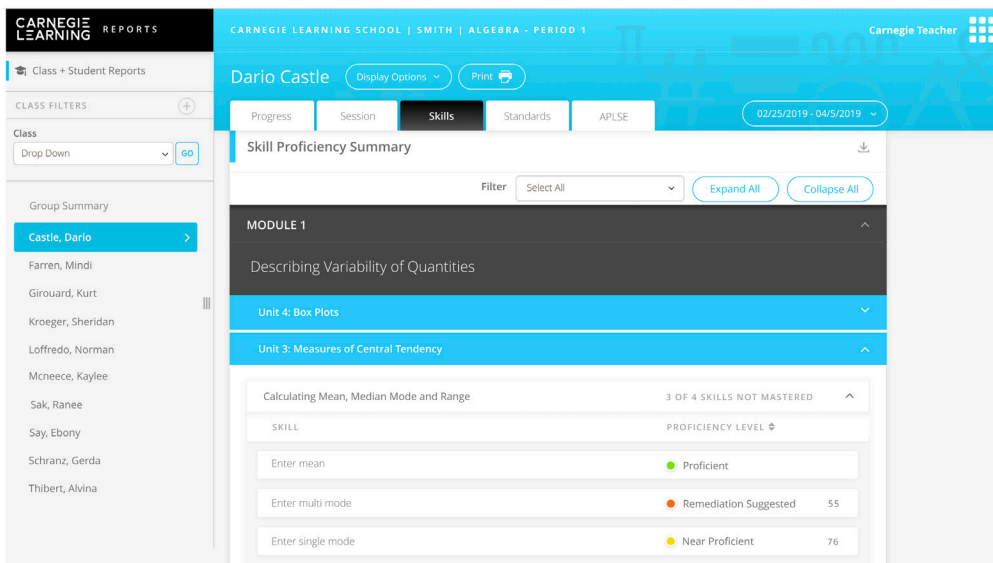 CARNEGIE
LEARNING REPORTS
CARNEGIE LEARNING SCHOOL | SMITH | ALGEBRA - PERIOD 1
Carnegie Teacher
Class + Student Reports
CLASS FILTERS
Class
Drop Down GO
Group Summary
Castle, Dario
Farren, Mindi
Girouard, Kurt
Kroeger, Sheridan
Loffredo, Norman
Mcneece, Kaylee
Sak, Ranee
Say, Ebony
Schranz, Gerda
Thibert, Alvina
Dario Castle Display Options Print
Progress Session Skills Standards APLSE 02/25/2019 - 04/5/2019
Skill Proficiency Summary
Filter Select All Expand All Collapse All
MODULE 1
Describing Variability of Quantities
Unit 4: Box Plots
Unit 3: Measures of Central Tendency
Calculating Mean, Median Mode and Range 3 OF 4 SKILLS NOT MASTERED
SKILL PROFICIENCY LEVEL
Enter mean Proficient
Enter multi mode Remediation Suggested 55
Enter single mode Near Proficient 76